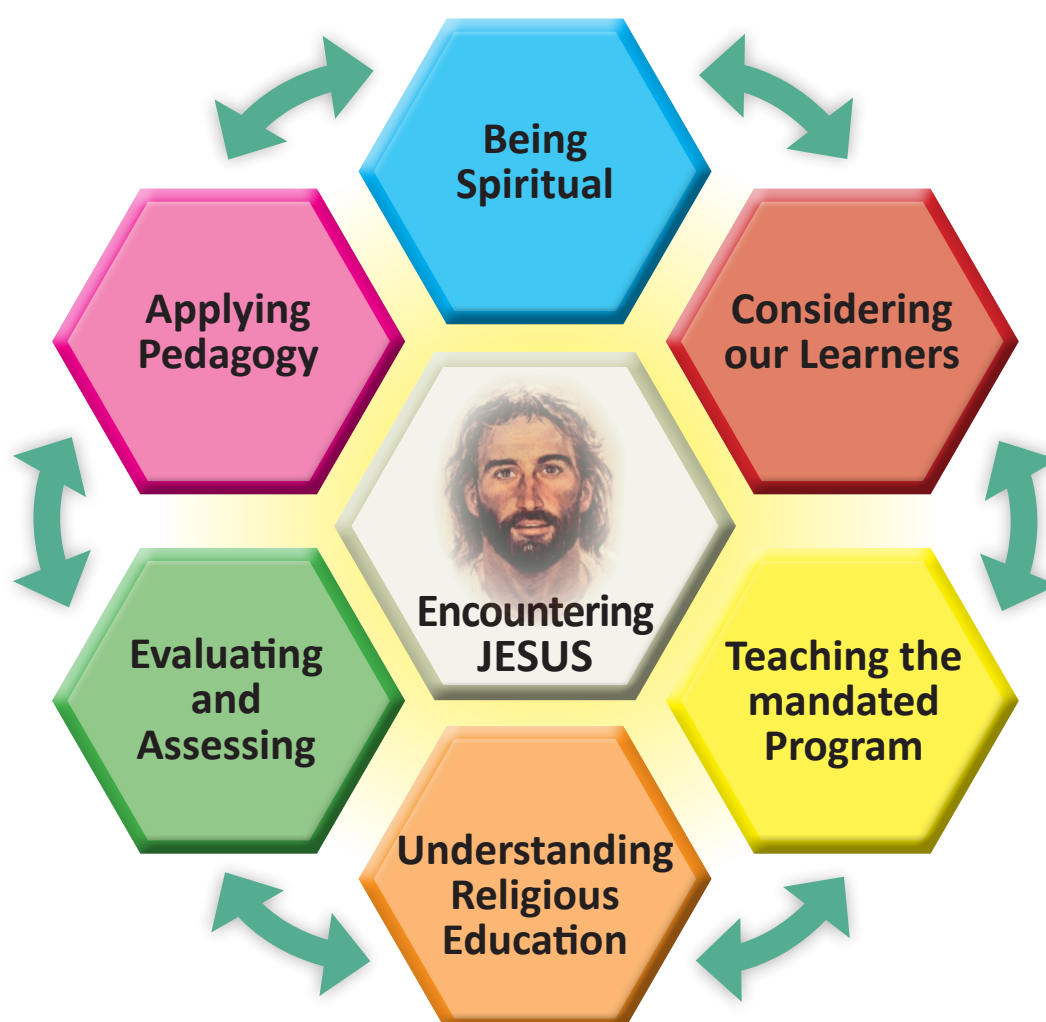 Being
Spiritual
Applying
Pedagogy
Considering
our Learners
Encountering
JESUS
Evaluating
and
Assessing
Teaching the
mandated
Program
Understanding
Religious
Education